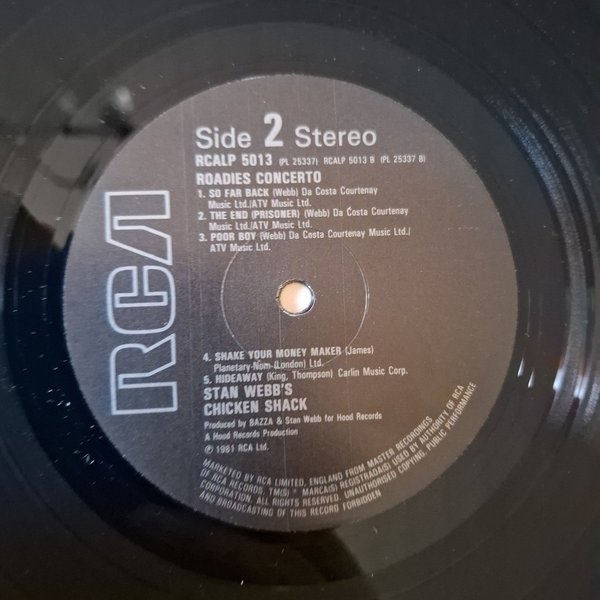 RCA
Side 2 Stereo
RCALP 5013 (PL 25337) RCALP 5013 B (PL 25337 B)
ROADIES CONCERTO
1. SO FAR BACK (Webb) Da Costa Courtenay
Music Ltd./ATV Music Ltd.
2. THE END (PRISONER) (Webb) Da Costa Courtenay
Music Ltd./ATV Music Ltd.
3. POOR BOY (Webb) Da Costa Courtenay Music Ltd./
ATV Music Ltd.
4. SHAKE YOUR MONEY MAKER (James)
Planetary-Nom (London) Ltd.
5. HIDEAWAY (King, Thompson) Carlin Music Corp.
STAN WEBB'S
CHICKEN SHACK
Produced by BAZZA & Stan Webb for Hood Records
A Hood Records Production
℗ 1981 RCA Ltd.
MARKETED BY RCA LIMITED, ENGLAND FROM MASTER RECORDINGS
of RCA RECORDS. TM(S) ® MARCA(S) REGISTRADA(S) USED BY AUTHORITY OF RCA
CORPORATION. ALL RIGHTS RESERVED. UNAUTHORISED COPYING PUBLIC PERFORMANCE
AND BROADCASTING OF THIS RECORD FORBIDDEN